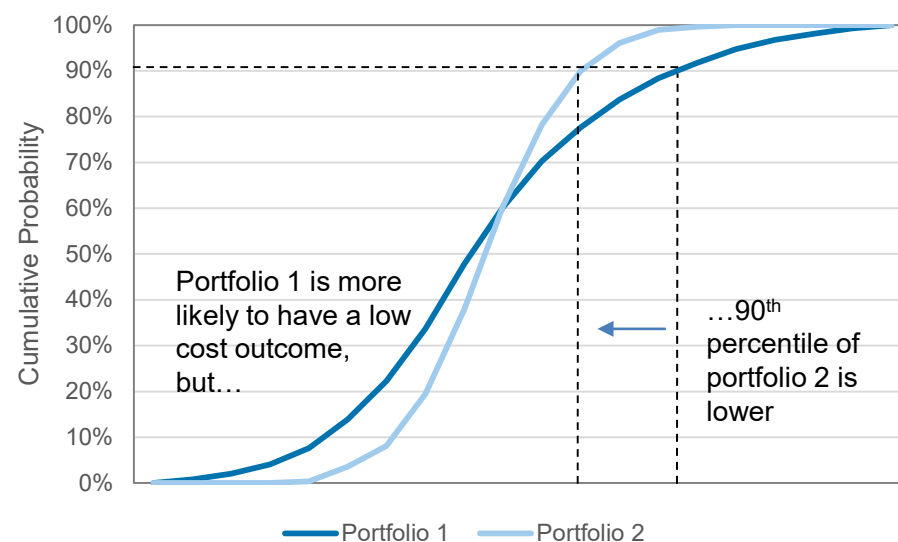 100%
90%
80%
70%
60%
50%
40%
30%
20%
10%
0%
Cumulative Probability
Portfolio 1 is more
likely to have a low
cost outcome,
but…
…90th
percentile of
portfolio 2 is
lower
Portfolio 1
Portfolio 2